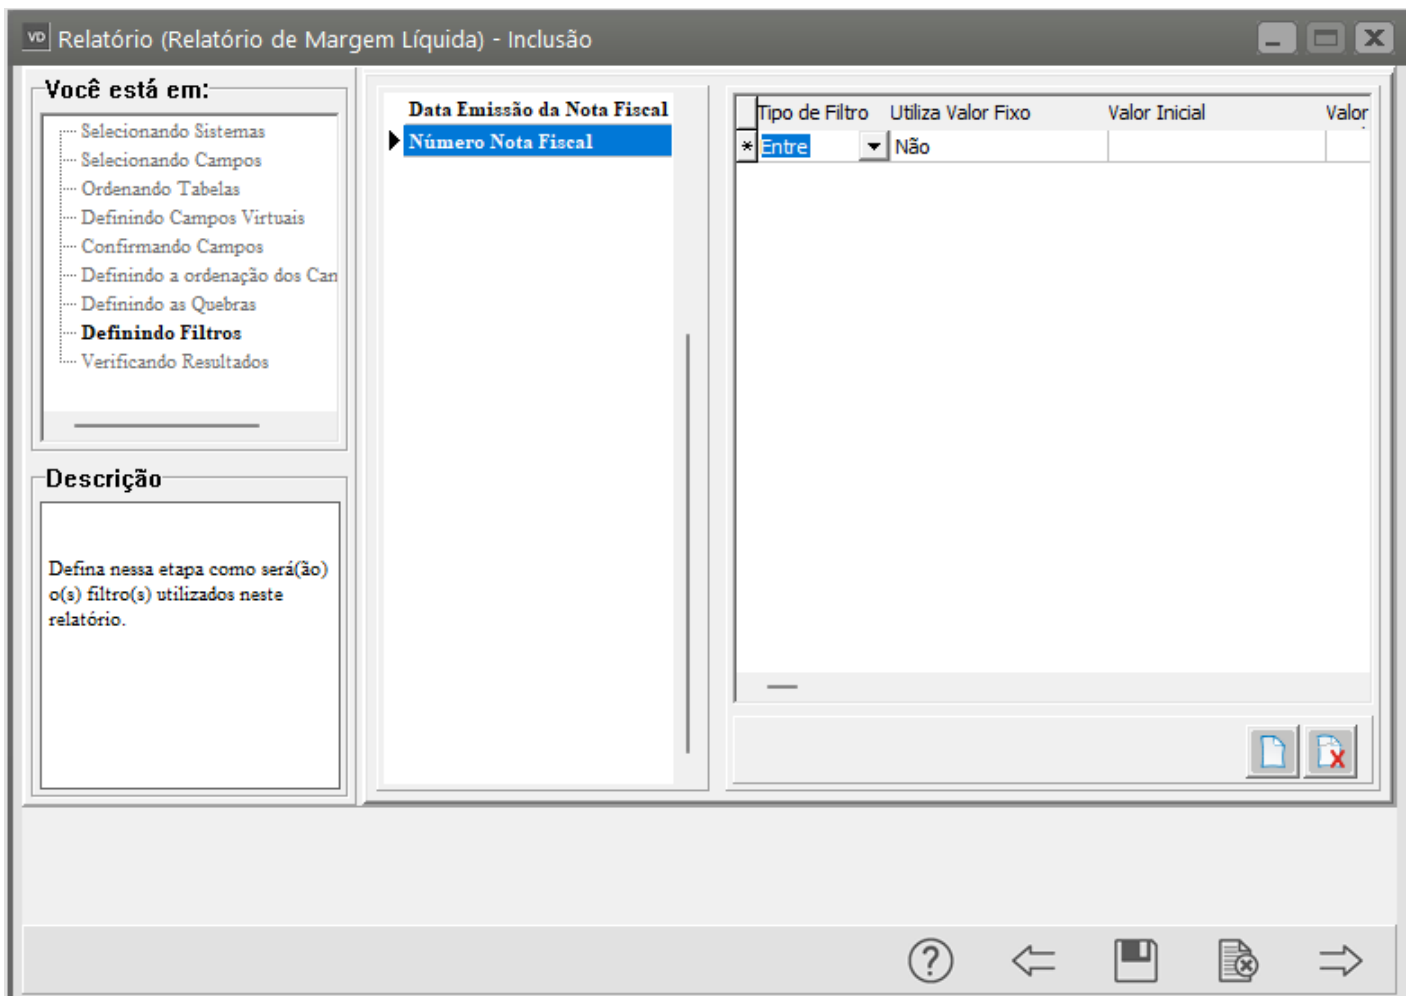 VD Relatório (Relatório de Margem Líquida) - Inclusão
Você está em:
Selecionando Sistemas
Selecionando Campos
Ordenando Tabelas
Definindo Campos Virtuais
Confirmando Campos
Definindo a ordenação dos Can
Definindo as Quebras
Definindo Filtros
Verificando Resultados
Descrição
Defina nessa etapa como será(ão)
o(s) filtro(s) utilizados neste
relatório.
Data Emissão da Nota Fiscal
Número Nota Fiscal
Tipo de Filtro Utiliza Valor Fixo Valor Inicial Valor
* Entre Não